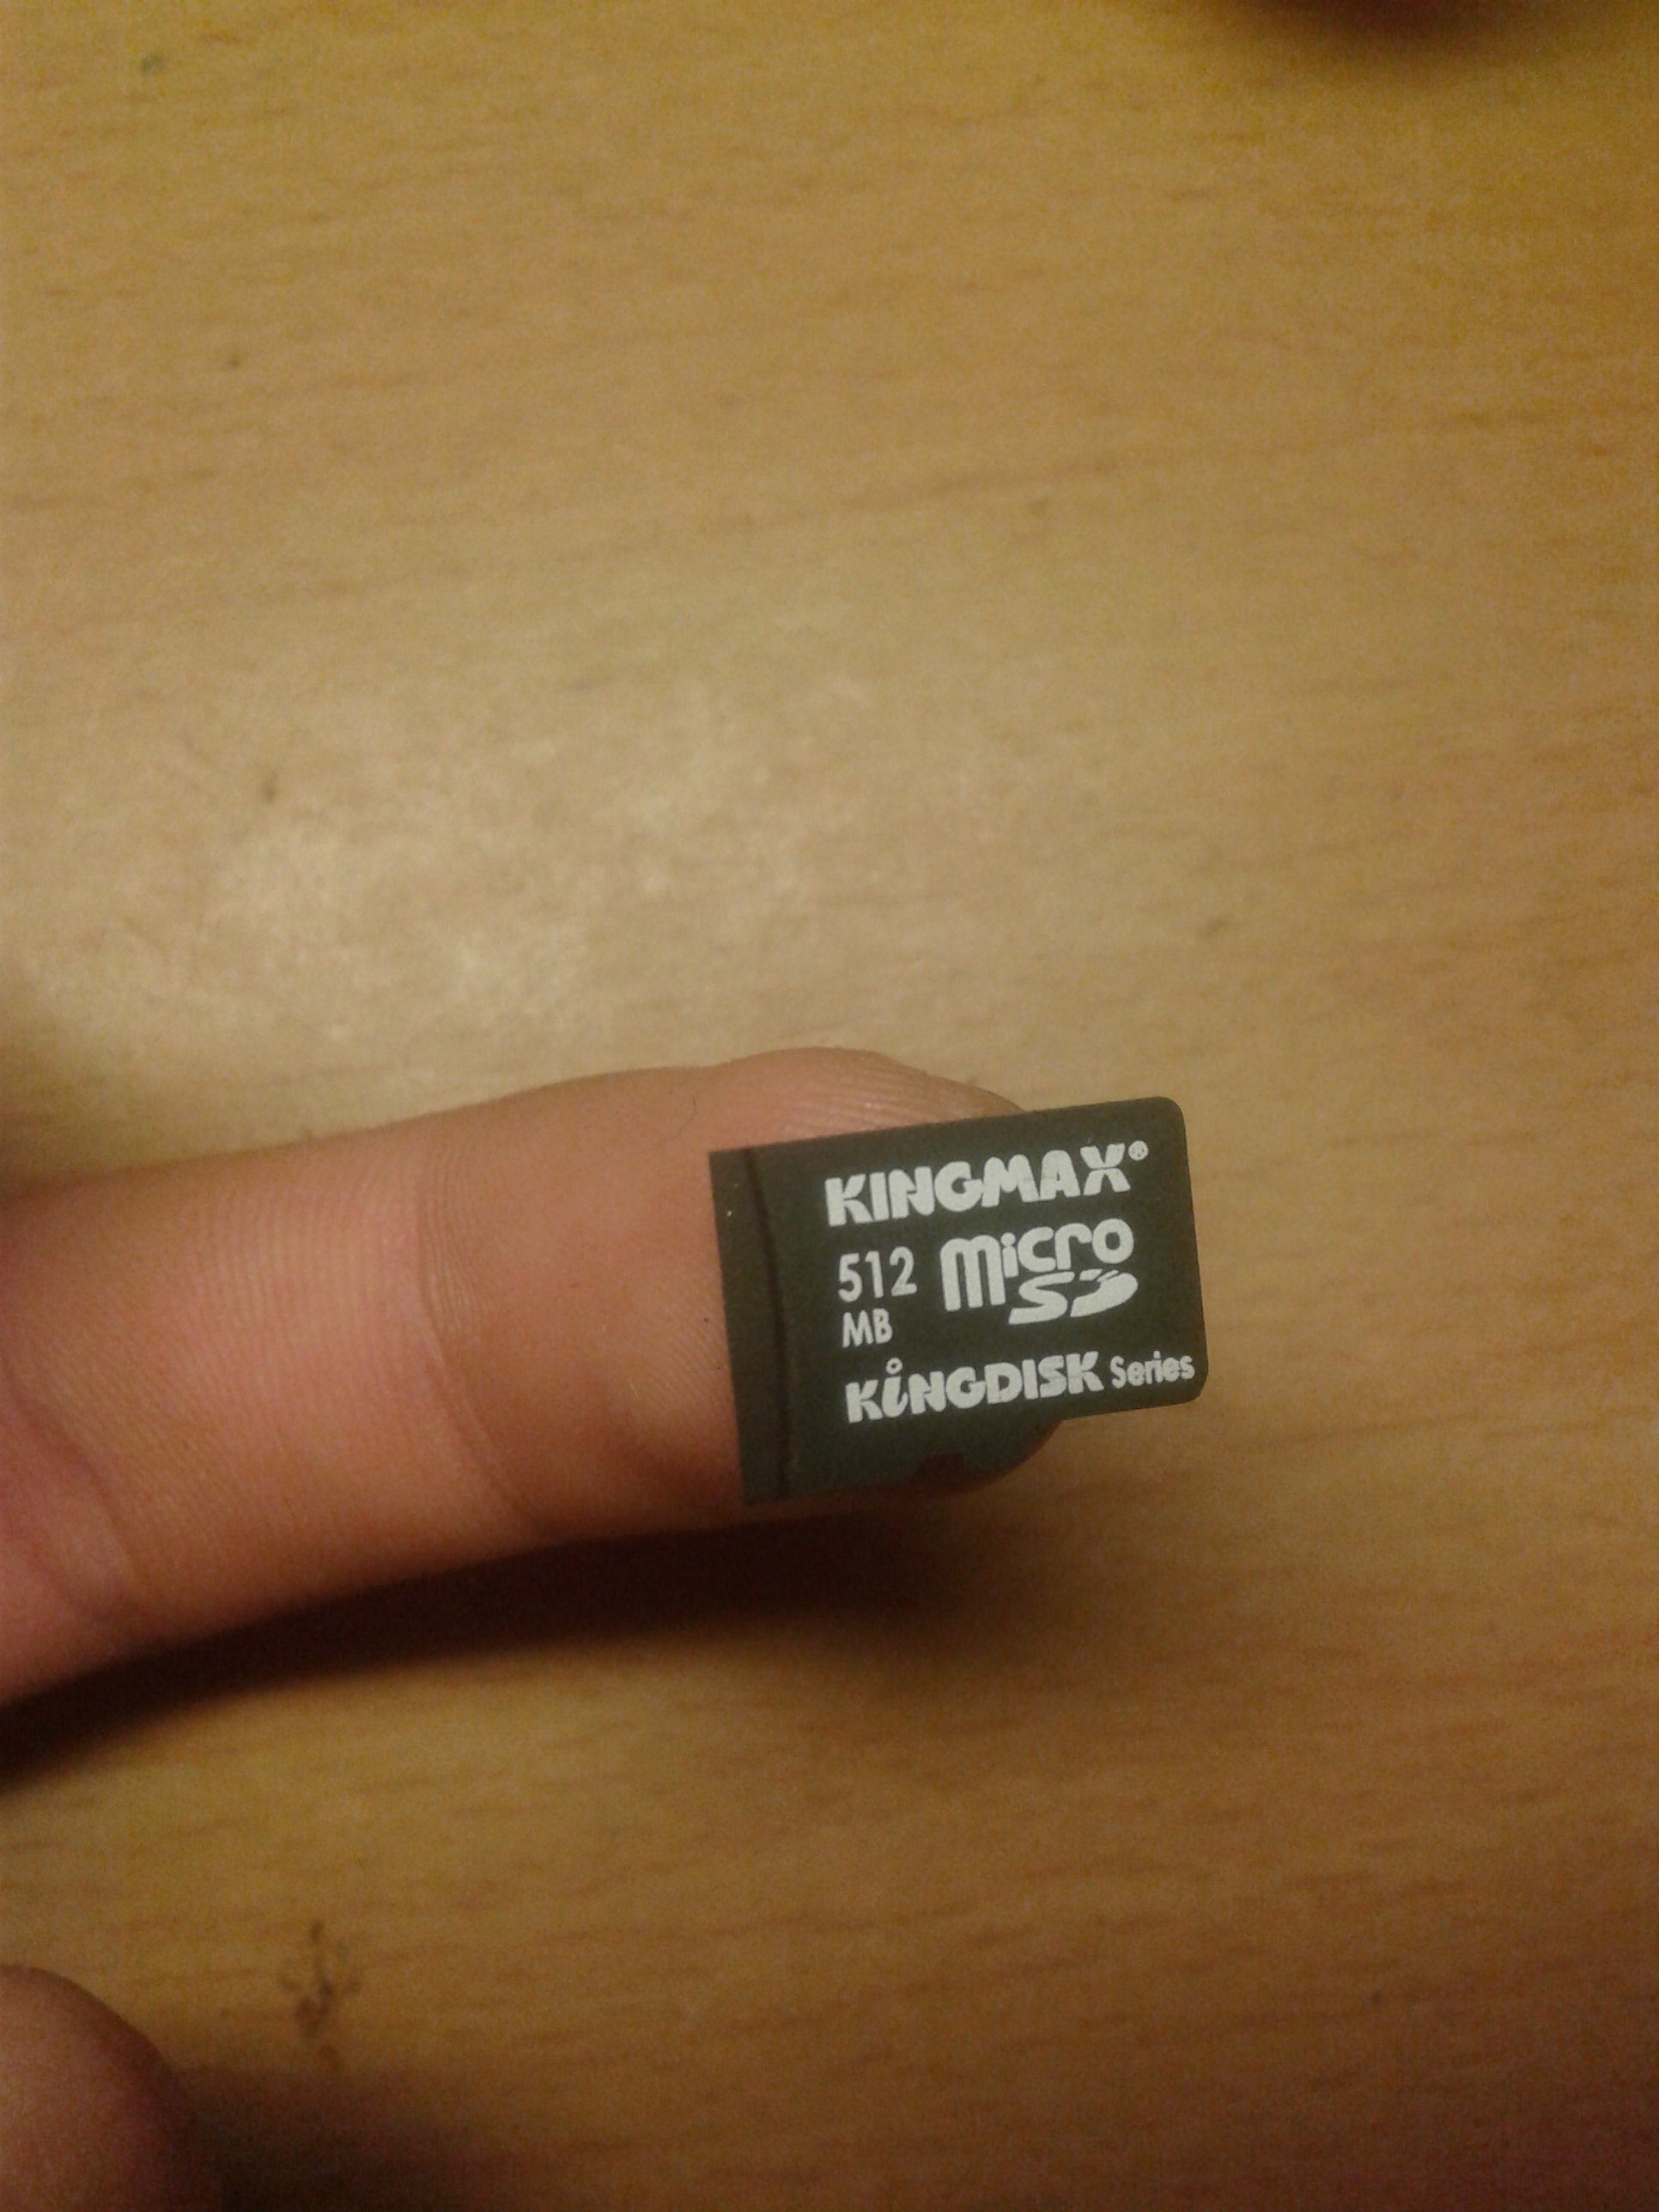 KINGMAX®
512 micro
MB SD
KiNGDISK Series